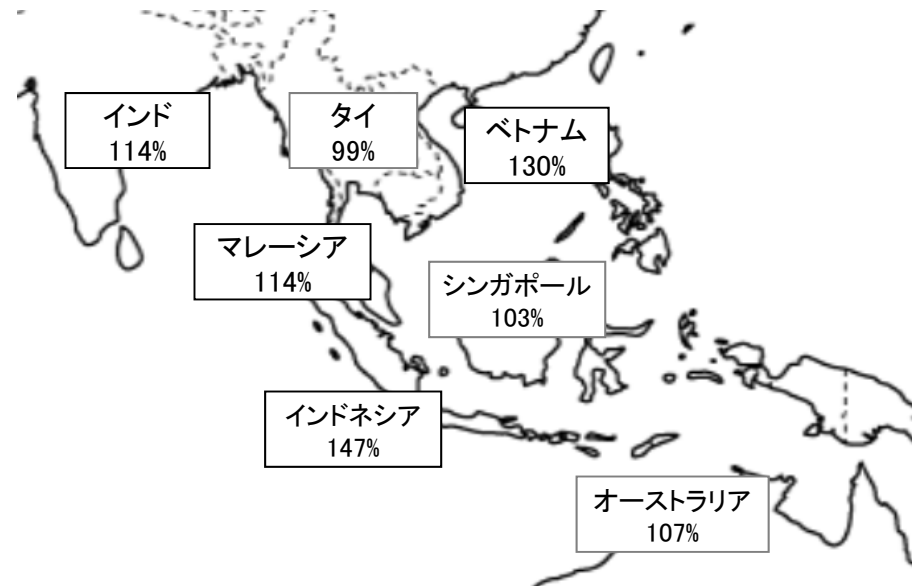 インド
114%
タイ
99%
ベトナム
130%
マレーシア
114%
シンガポール
103%
インドネシア
147%
オーストラリア
107%